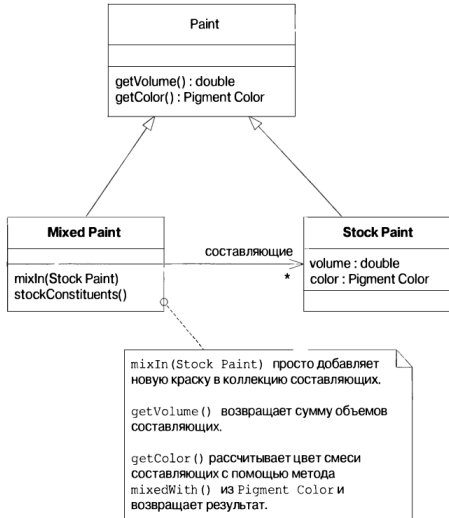 Paint
getVolume() : double
getColor() : Pigment Color
Mixed Paint
mixIn(Stock Paint)
stockConstituents()
составляющие
*
Stock Paint
volume : double
color : Pigment Color
mixIn(Stock Paint) просто добавляет
новую краску в коллекцию составляющих.
getVolume() возвращает сумму объемов
составляющих.
getColor() рассчитывает цвет смеси
составляющих с помощью метода
mixedWith() из Pigment Color и
возвращает результат.